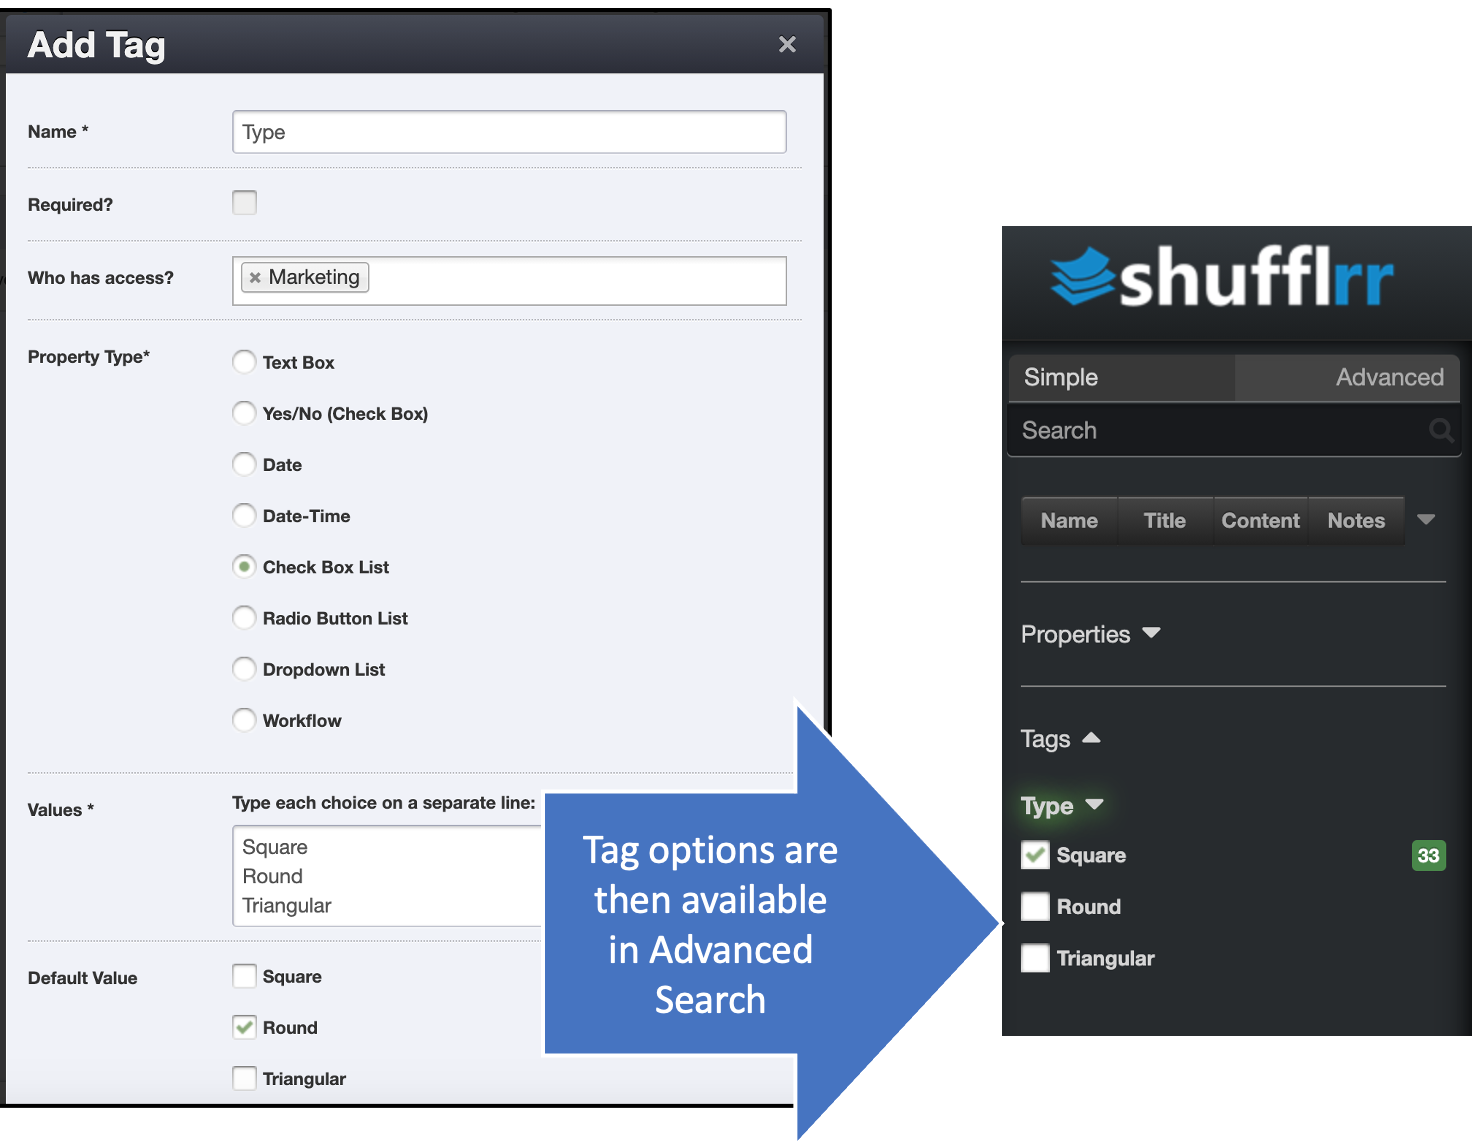 Add Tag
Name *
Type
Required?
Who has access?
Marketing
Property Type*
Text Box
Yes/No (Check Box)
Date
Date-Time
Check Box List
Radio Button List
Dropdown List
Workflow
Values *
Type each choice on a separate line:
Square
Round
Triangular
Default Value
Square
Round
Triangular
Tag options are
then available
in Advanced
Search
shufflrr
Simple
Advanced
Search
Name Title Content Notes
Properties
Tags
Type
Square 33
Round
Triangular